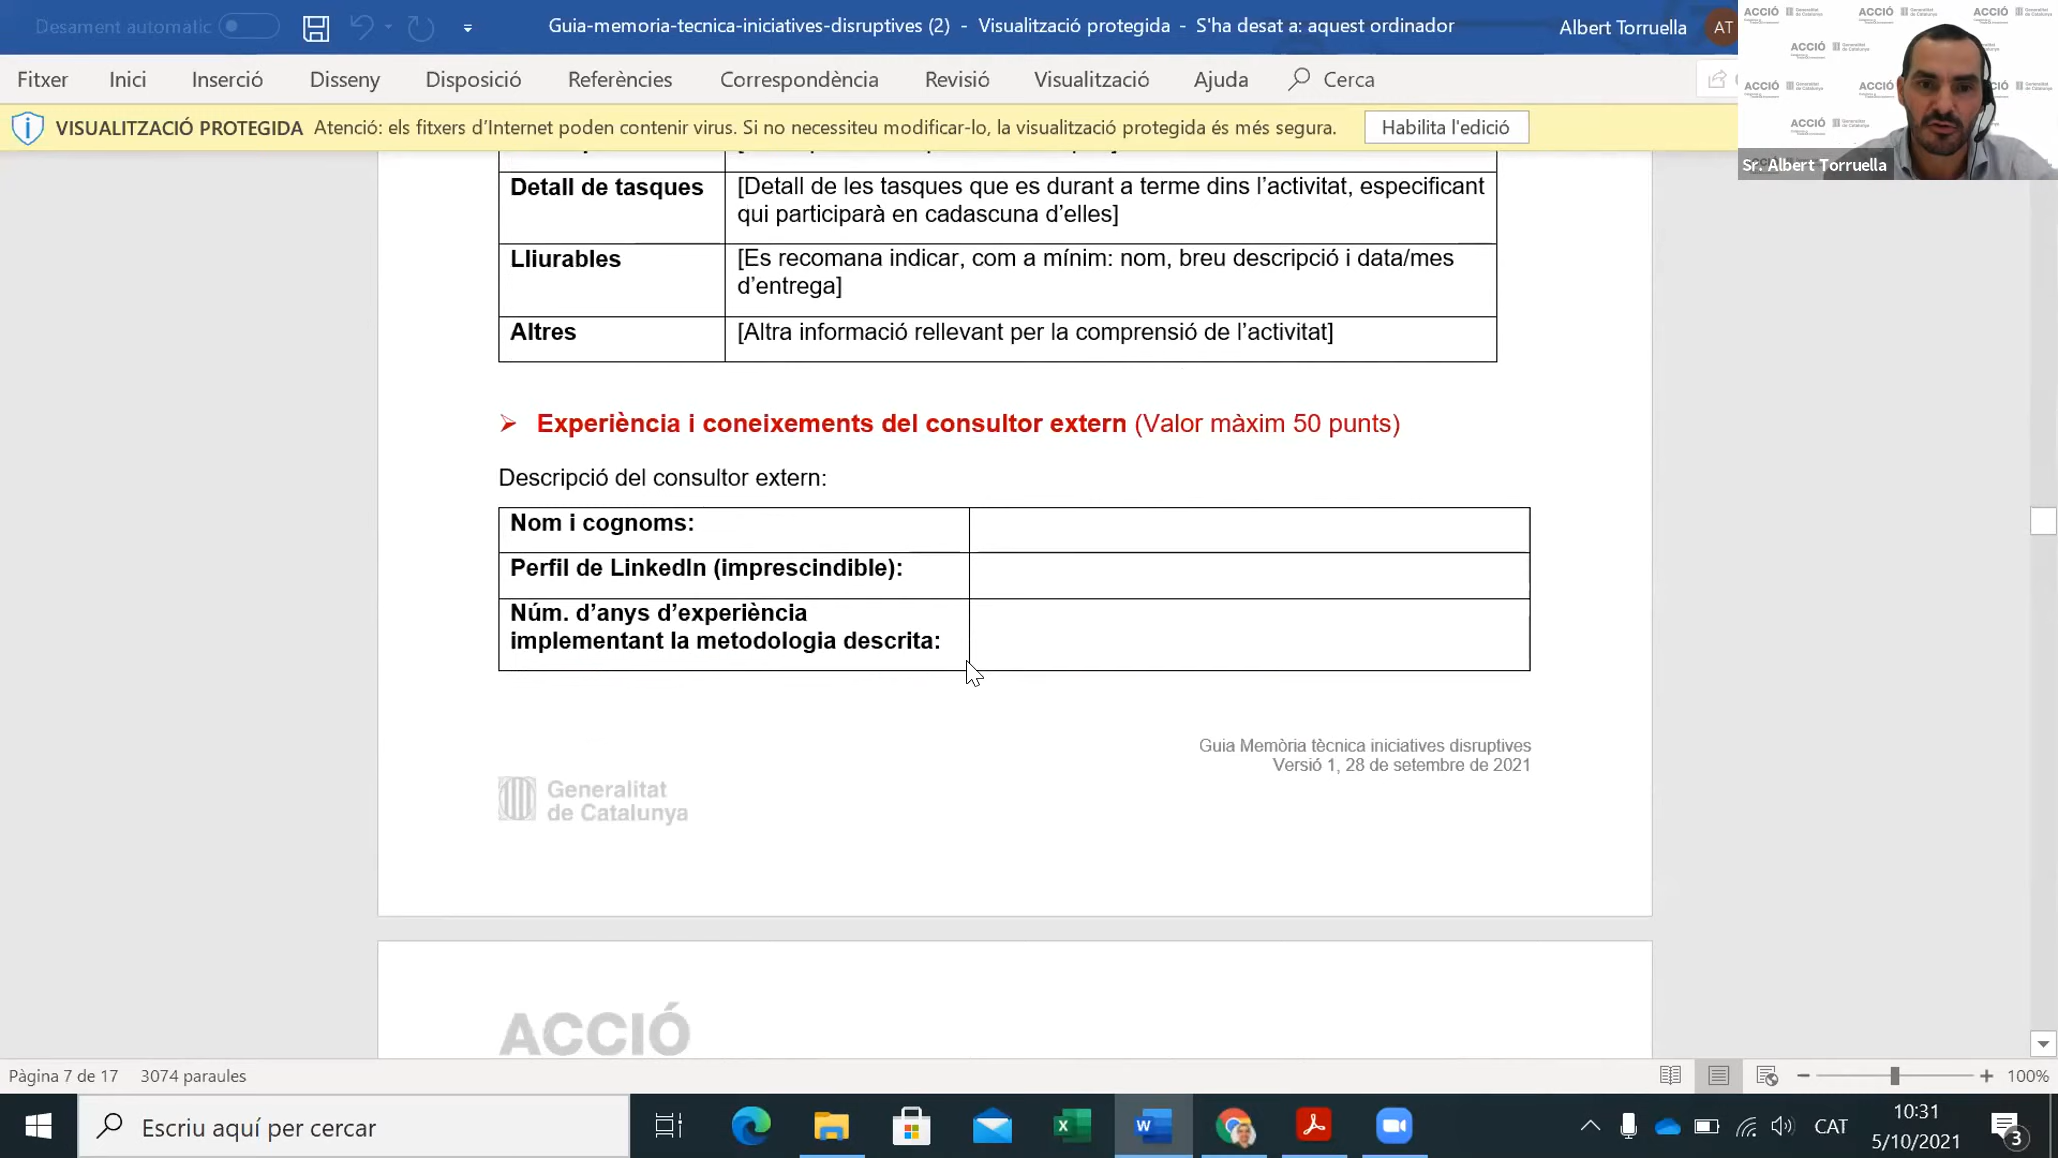 Desament automàtic
Guia-memoria-tecnica-iniciatives-disruptives (2) - Visualització protegida - S'ha desat a: aquest ordinador
Albert Torruella
AT
Fitxer Inici Inserció Disseny Disposició Referències Correspondència Revisió Visualització Ajuda Cerca
VISUALITZACIÓ PROTEGIDA Atenció: els fitxers d’Internet poden contenir virus. Si no necessiteu modificar-lo, la visualització protegida és més segura. Habilita l'edició
Sr. Albert Torruella
Detall de tasques [Detall de les tasques que es durant a terme dins l’activitat, especificant
qui participarà en cadascuna d’elles]
Lliurables [Es recomana indicar, com a mínim: nom, breu descripció i data/mes
d’entrega]
Altres [Altra informació rellevant per la comprensió de l’activitat]
Experiència i coneixements del consultor extern (Valor màxim 50 punts)
Descripció del consultor extern:
Nom i cognoms:
Perfil de LinkedIn (imprescindible):
Núm. d’anys d’experiència
implementant la metodologia descrita:
Guia Memòria tècnica iniciatives disruptives
Versió 1, 28 de setembre de 2021
Generalitat
de Catalunya
ACCIÓ
Pàgina 7 de 17 3074 paraules
100%
Escriu aquí per cercar
CAT
10:31
5/10/2021
3